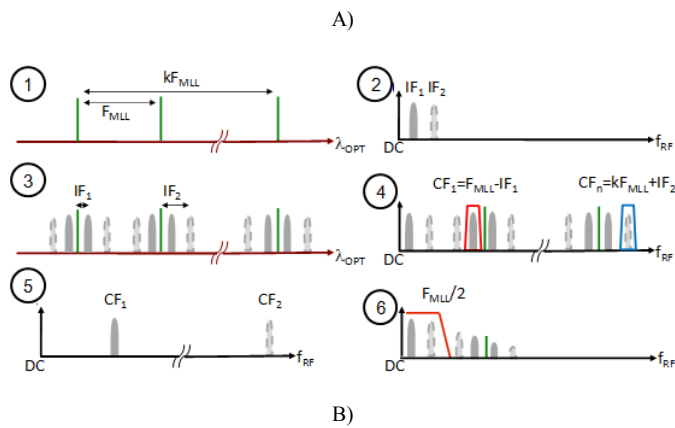 A)
1
kF_MLL
F_MLL
λ_OPT
2
IF_1 IF_2
DC
f_RF
3
IF_1
IF_2
λ_OPT
4
CF_1=F_MLL-IF_1
CF_n=kF_MLL+IF_2
DC
f_RF
5
CF_1
CF_2
DC
f_RF
6
F_MLL/2
DC
f_RF
B)